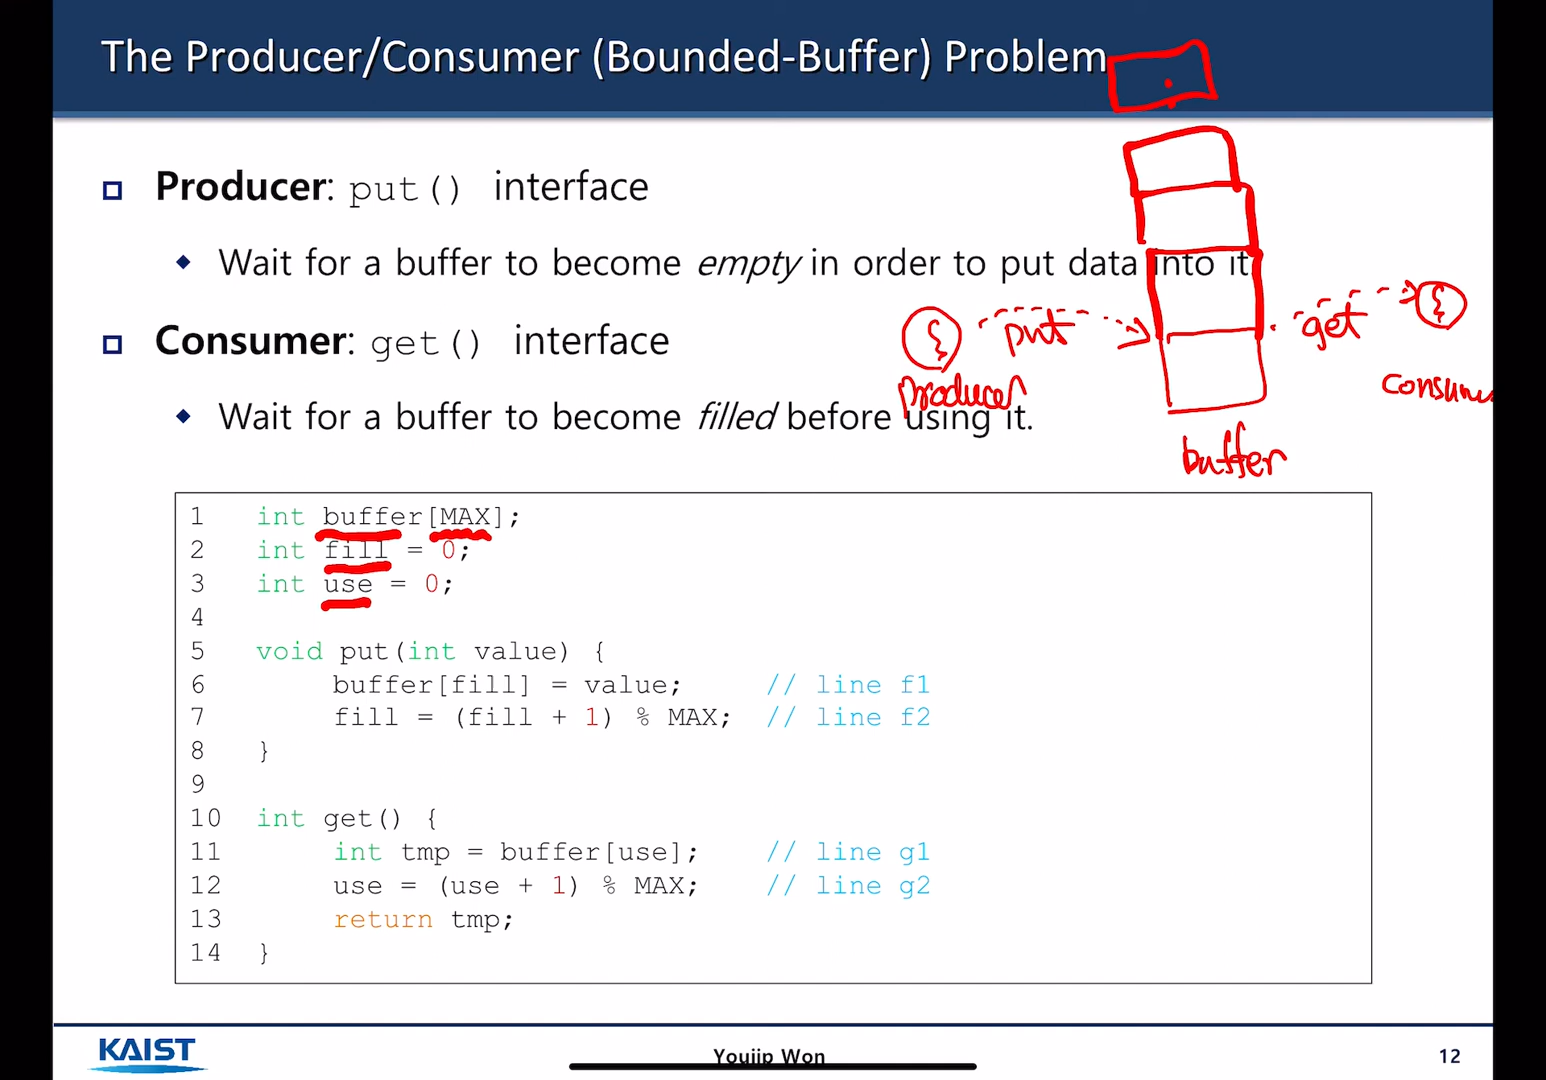 The Producer/Consumer (Bounded-Buffer) Problem
Producer: put() interface
Wait for a buffer to become empty in order to put data into it
Consumer: get() interface
Wait for a buffer to become filled before using it.
put
get
producer
consume
buffer
1 int buffer[MAX];
2 int fill = 0;
3 int use = 0;
4
5 void put(int value) {
6 buffer[fill] = value; // line f1
7 fill = (fill + 1) % MAX; // line f2
8 }
9
10 int get() {
11 int tmp = buffer[use]; // line g1
12 use = (use + 1) % MAX; // line g2
13 return tmp;
14 }
KAIST
Youjip Won
12